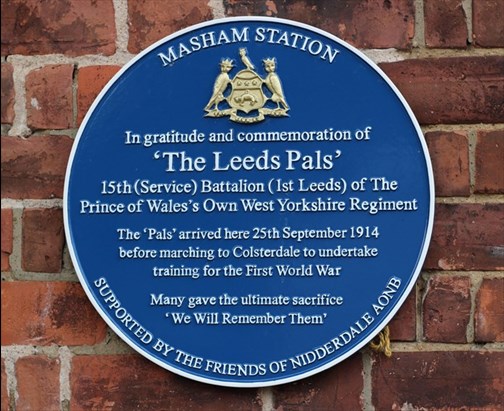 MASHAM STATION
In gratitude and commemoration of
'The Leeds Pals'
15th (Service) Battalion (1st Leeds) of The
Prince of Wales's Own West Yorkshire Regiment
The 'Pals' arrived here 25th September 1914
before marching to Colsterdale to undertake
training for the First World War
Many gave the ultimate sacrifice
'We Will Remember Them'
SUPPORTED BY THE FRIENDS OF NIDDERDALE AONB